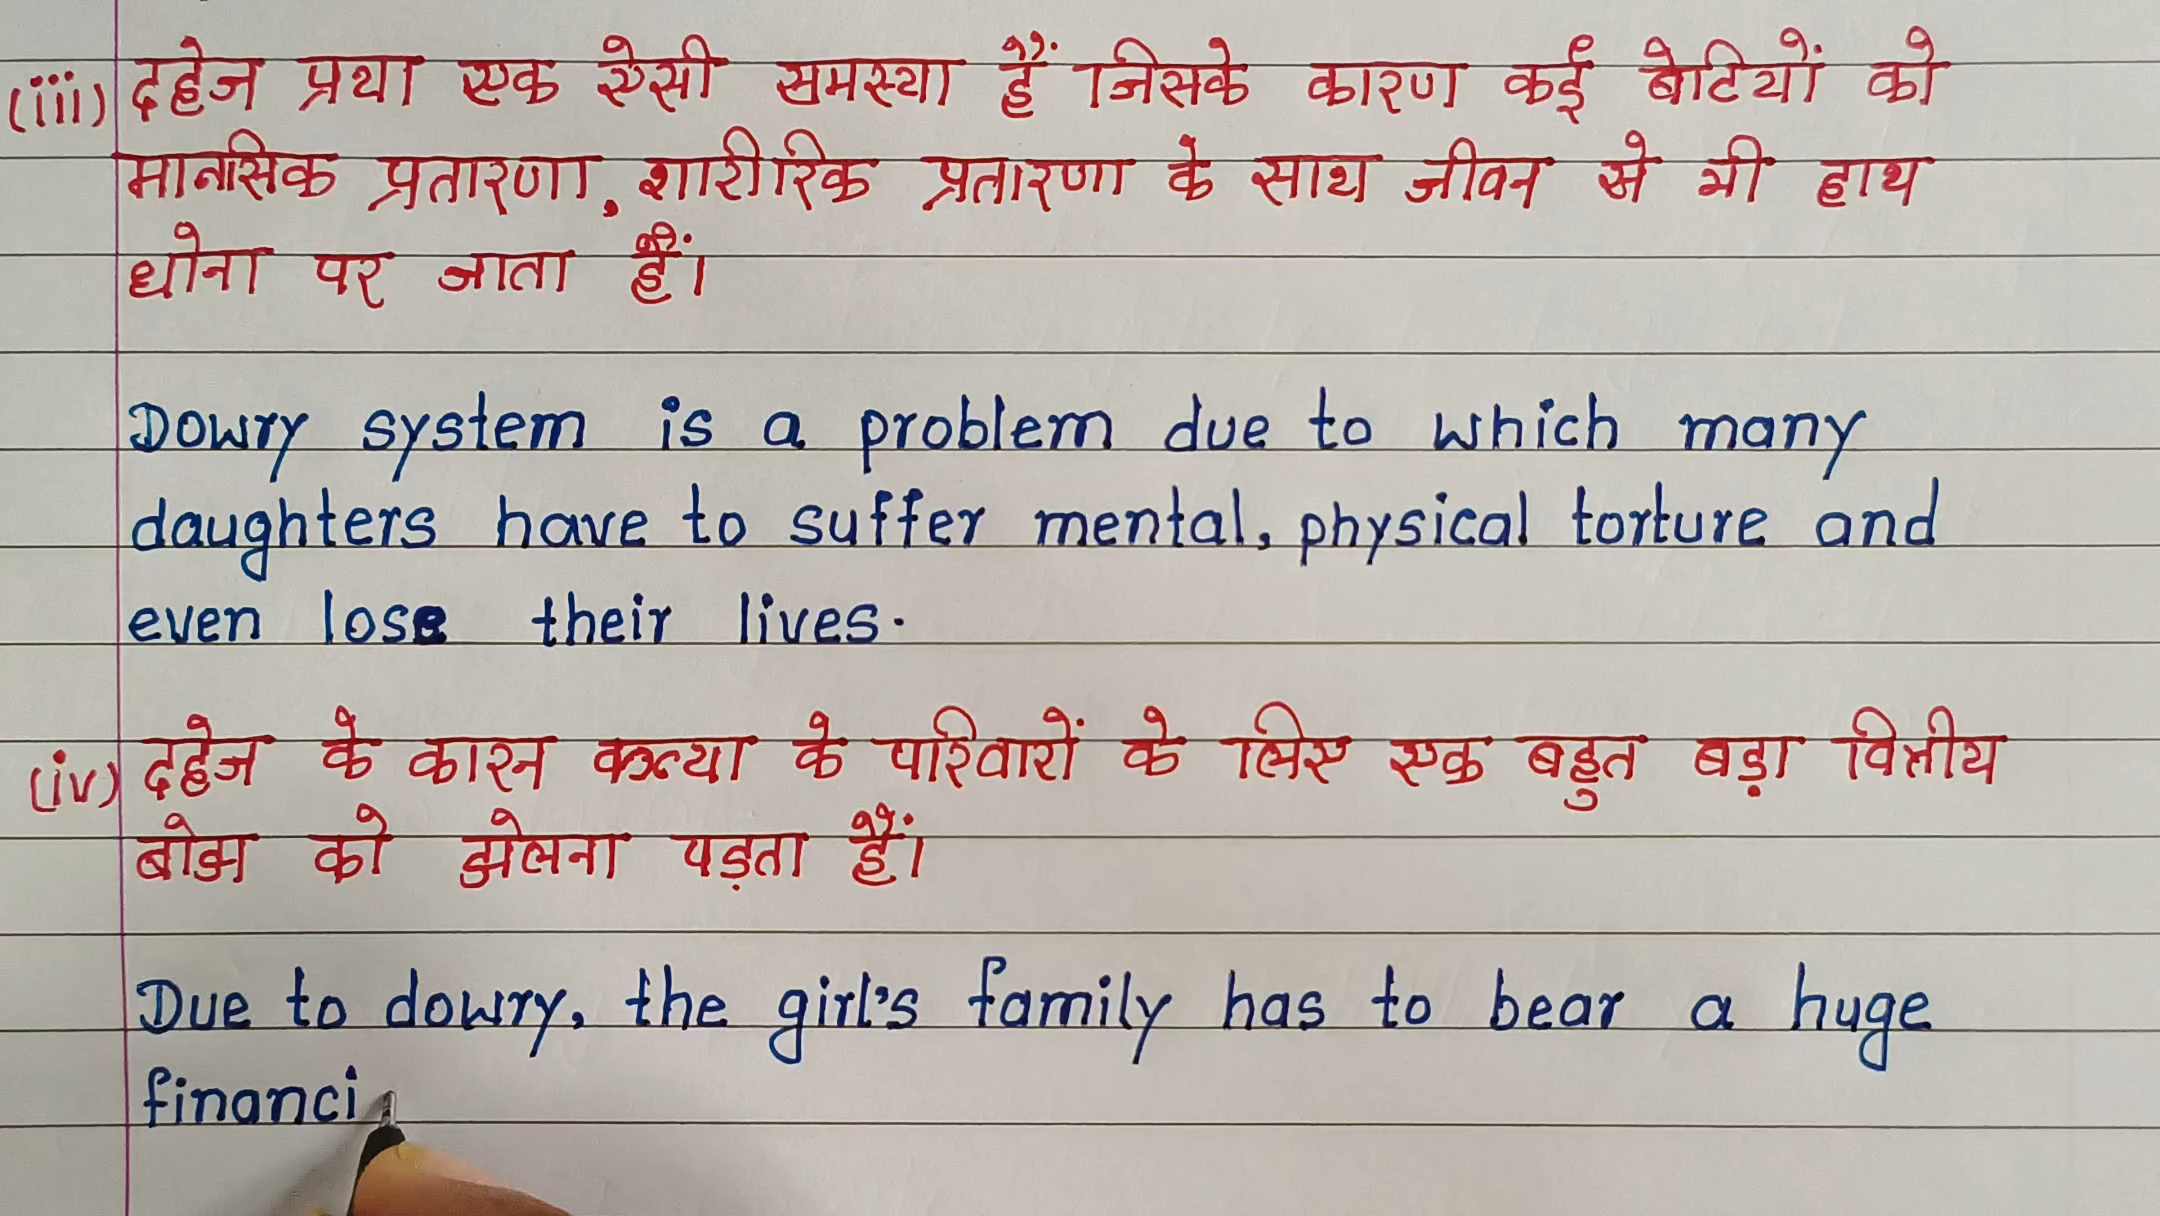 (iii) दहेज प्रथा एक ऐसी समस्या हैं जिसके कारण कई बेटियों को
मानसिक प्रतारणा, शारीरिक प्रतारणा के साथ जीवन से भी हाथ
धोना पर जाता हैं।
Dowry system is a problem due to which many
daughters have to suffer mental, physical torture and
even lose their lives.
(iv) दहेज के कारन कन्या के परिवारों के लिए एक बहुत बड़ा वित्तीय
बोझ को झेलना पड़ता हैं।
Due to dowry, the girl's family has to bear a huge
financi